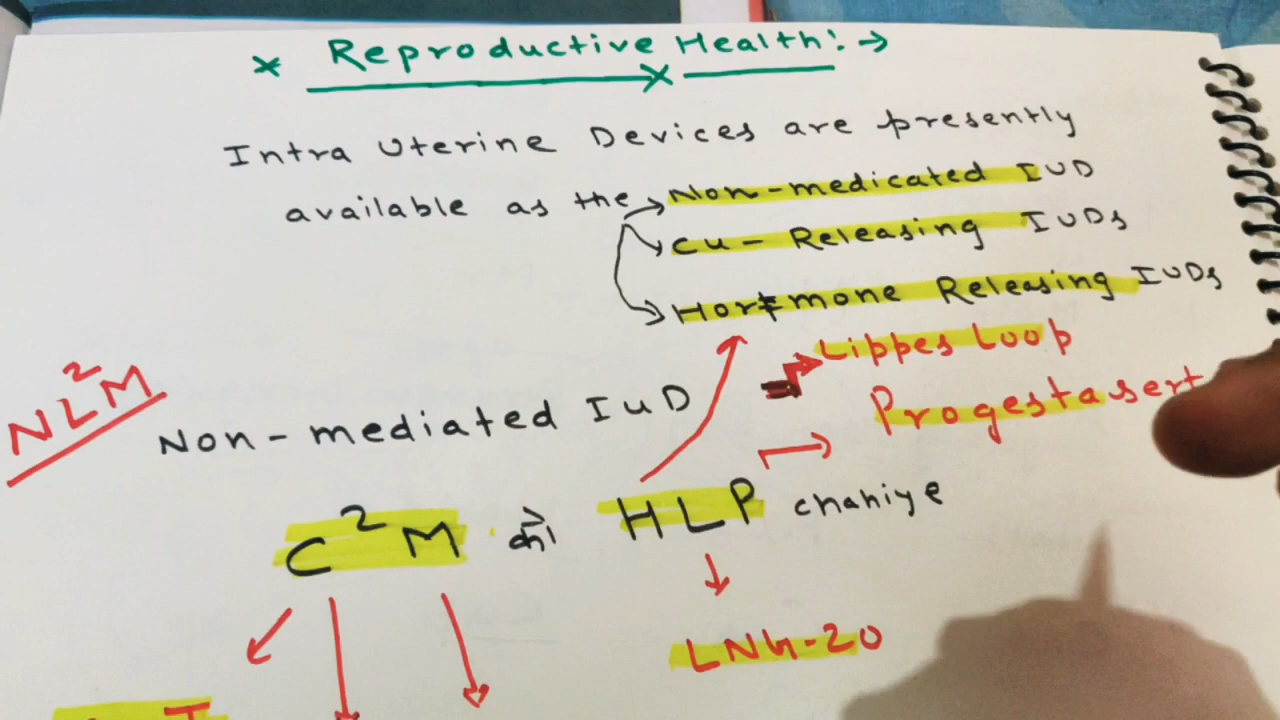 * Reproductive Health: →
Intra Uterine Devices are presently
available as the → Non-medicated IUD
Cu - Releasing IUDs
Hormone Releasing IUDs
Lippes Loop
Progestasert
N L²M
Non-mediated IuD
C²M को HLP chahiye
LNG-20